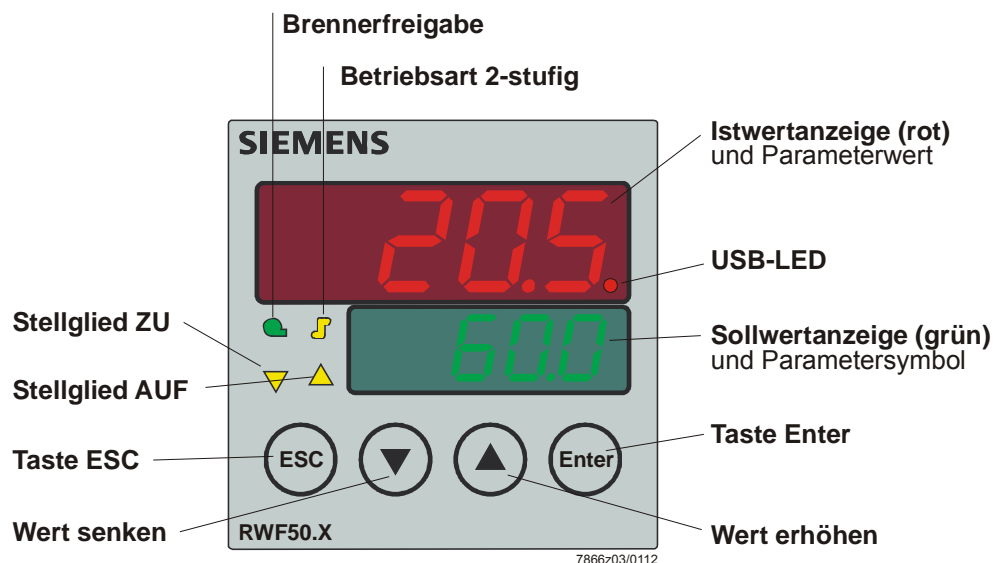 Brennerfreigabe
Betriebsart 2-stufig
SIEMENS
Istwertanzeige (rot)
und Parameterwert
20.5
USB-LED
Stellglied ZU
60.0
Sollwertanzeige (grün)
und Parametersymbol
Stellglied AUF
Taste Enter
Taste ESC
ESC
Enter
Wert senken
RWF50.X
Wert erhöhen
7866z03/0112